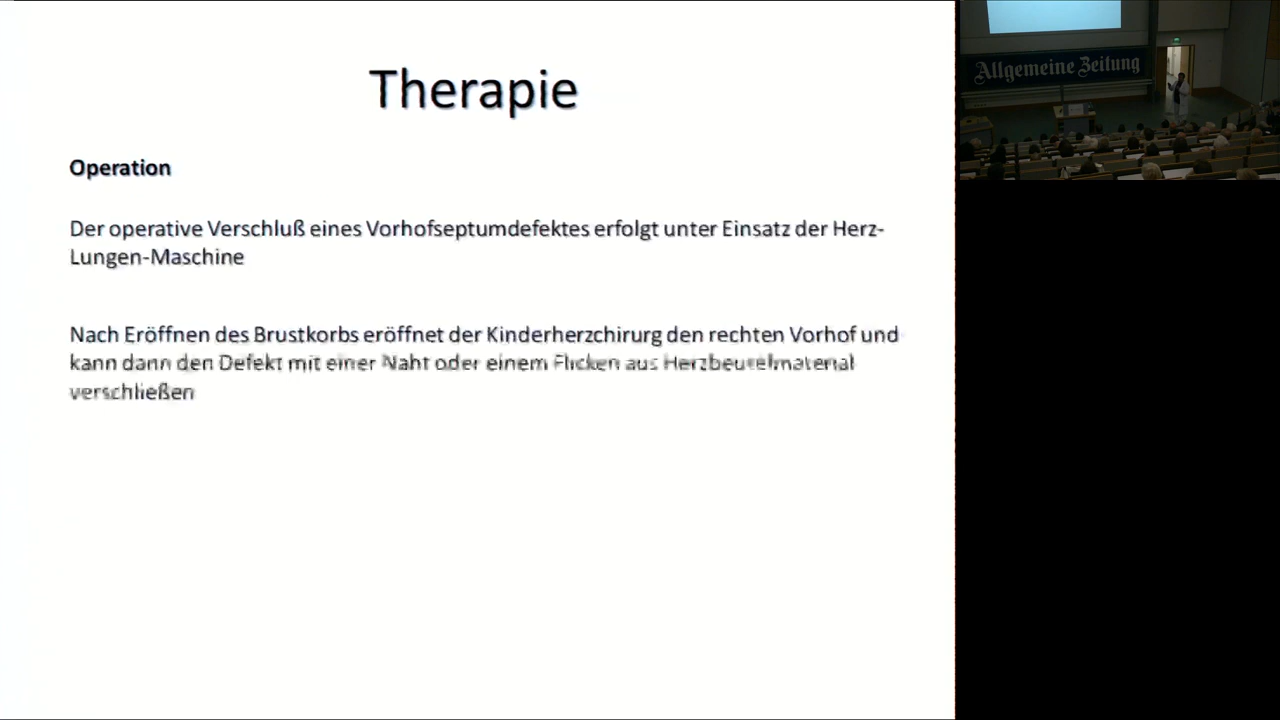 Therapie
Operation
Der operative Verschluß eines Vorhofseptumdefektes erfolgt unter Einsatz der Herz-
Lungen-Maschine
Nach Eröffnen des Brustkorbs eröffnet der Kinderherzchirurg den rechten Vorhof und
kann dann den Defekt mit einer Naht oder einem Flicken aus Herzbeutelmaterial
verschließen
Allgemeine Zeitung